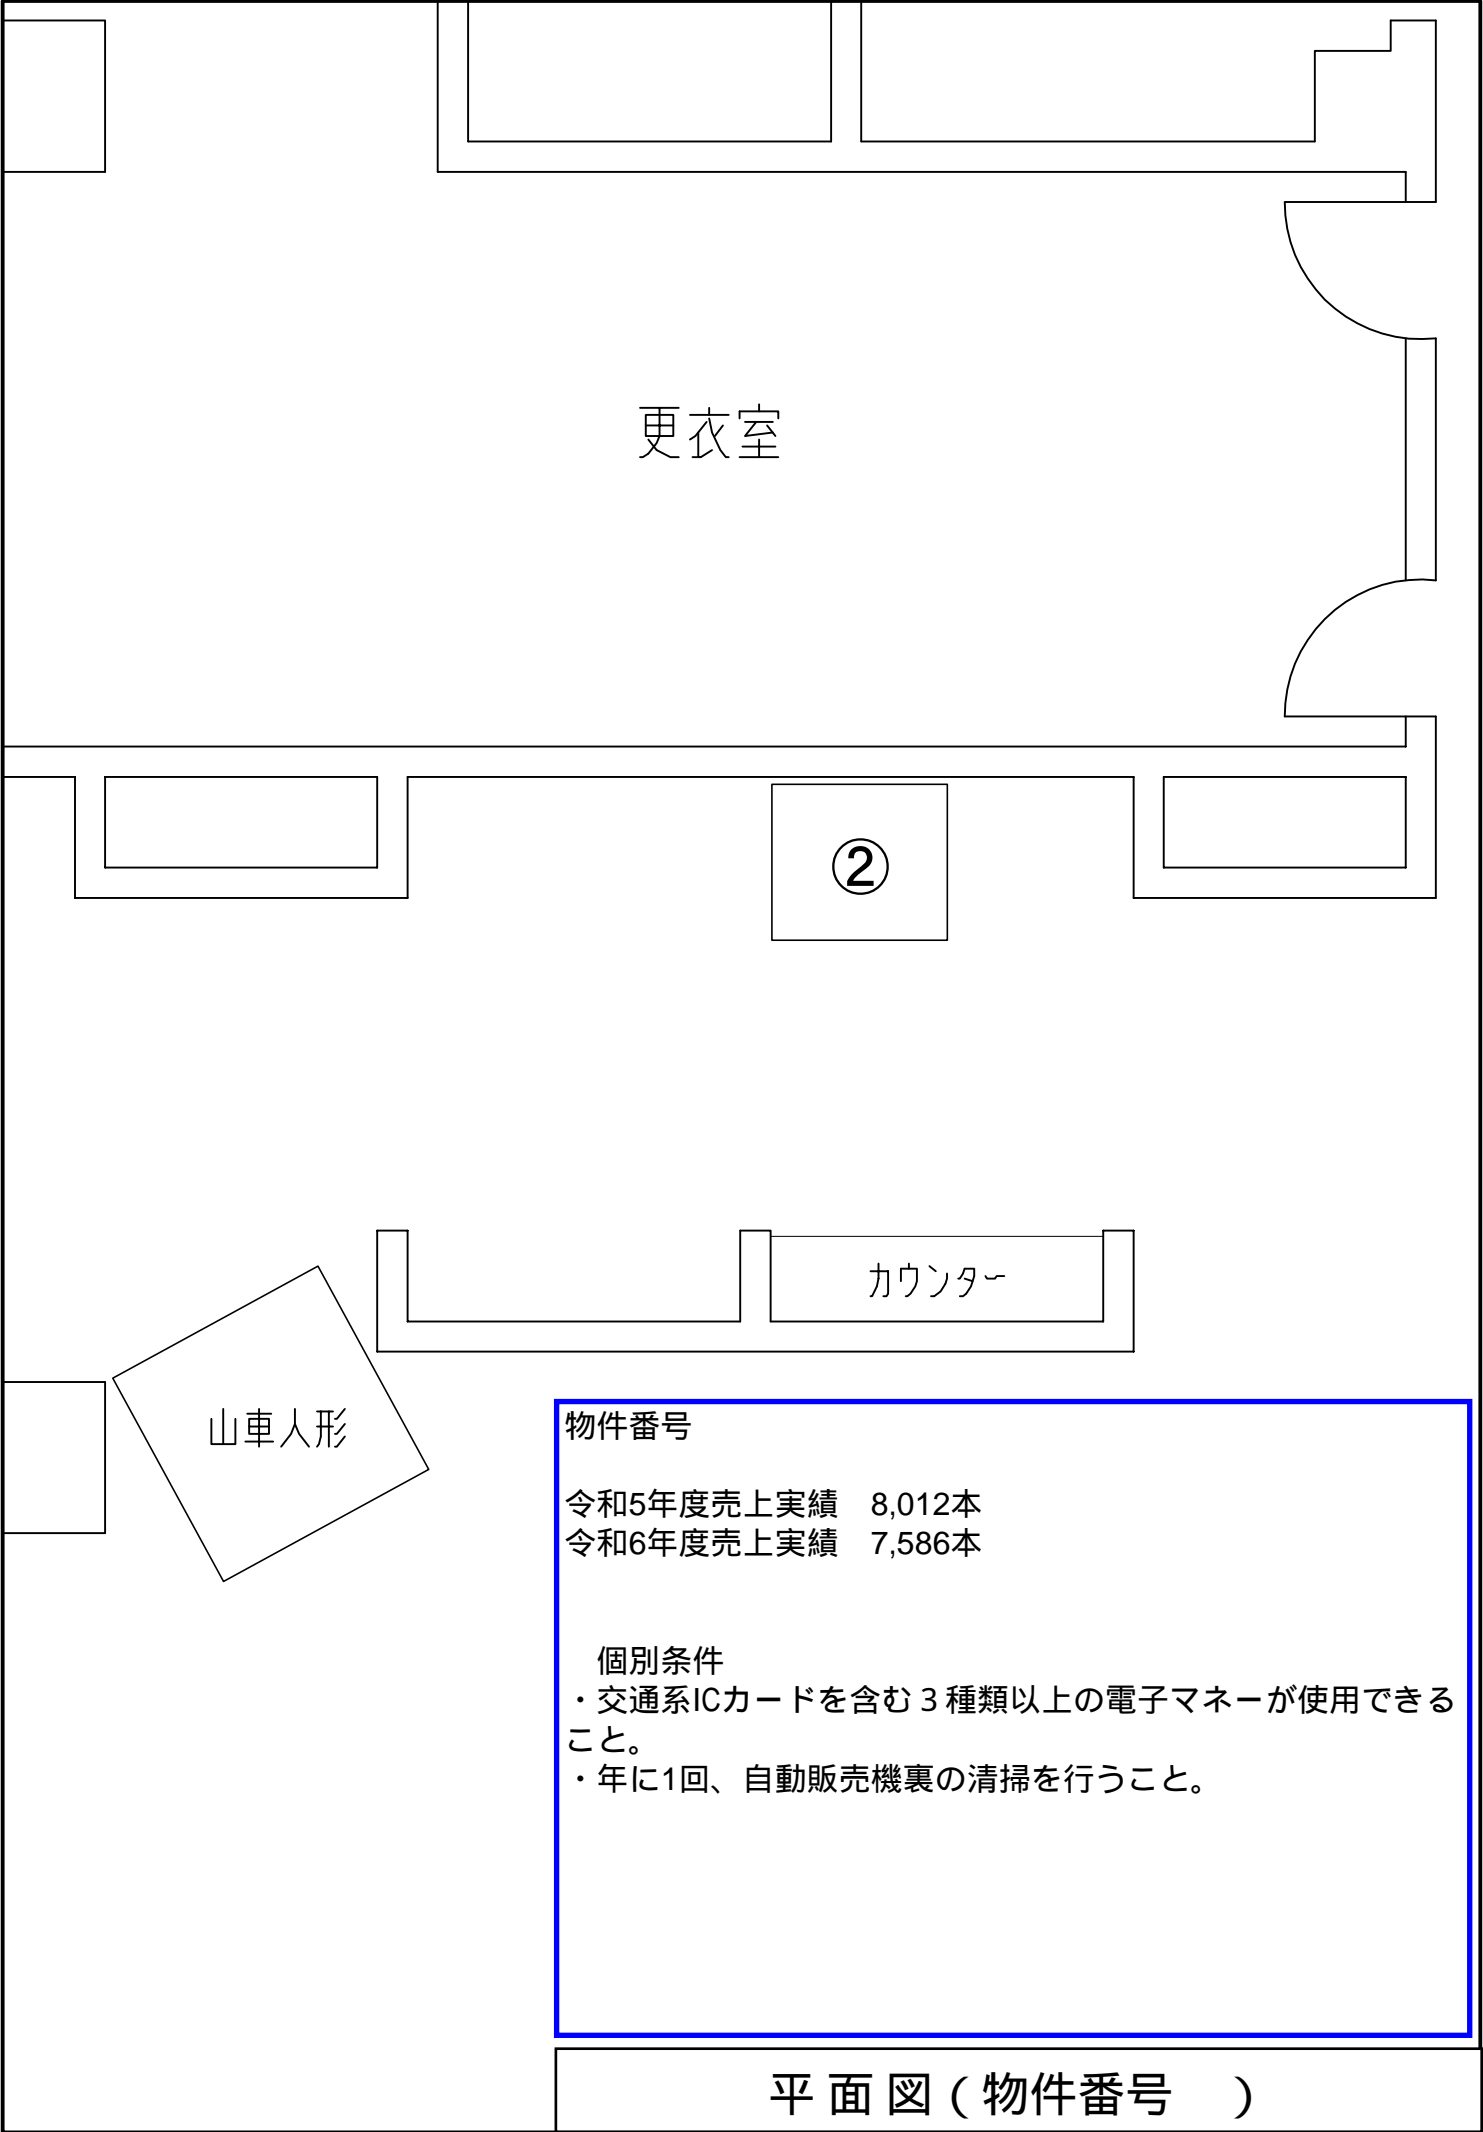 更衣室
②
カウンター
山車人形
物件番号
令和5年度売上実績　8,012本
令和6年度売上実績　7,586本
個別条件
・交通系ICカードを含む３種類以上の電子マネーが使用できる
こと。
・年に1回、自動販売機裏の清掃を行うこと。
平 面 図（物件番号　）